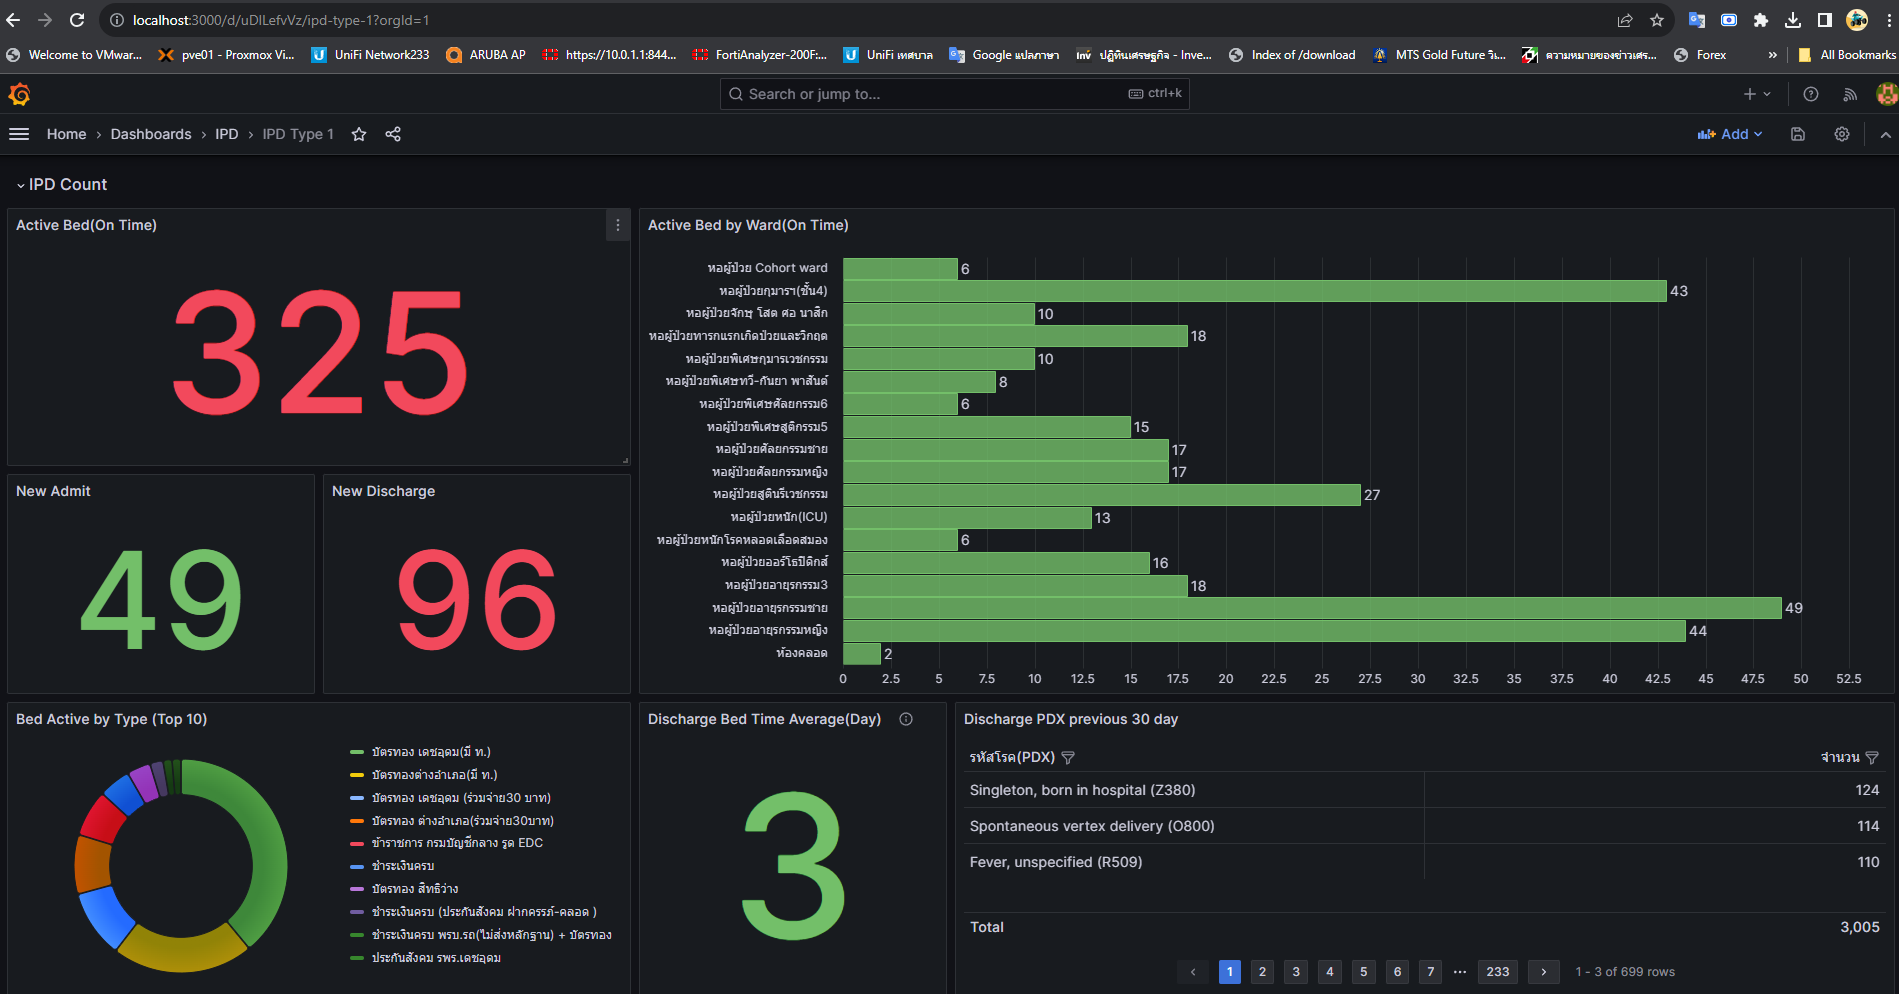 localhost:3000/d/uDlLefvVz/ipd-type-1?orgId=1
Welcome to VMwar...
pve01 - Proxmox Vi...
UniFi Network233
ARUBA AP
https://10.0.1.1:844...
FortiAnalyzer-200F:...
UniFi เทศบาล
Google แปลภาษา
Inv ปฏิทินเศรษฐกิจ - Inve...
Index of /download
MTS Gold Future วิเ...
ความหมายของข่าวเศร...
Forex
»
All Bookmarks
Search or jump to...
ctrl+k
Home › Dashboards › IPD › IPD Type 1
Add
IPD Count
Active Bed(On Time)
325
New Admit
49
New Discharge
96
Active Bed by Ward(On Time)
หอผู้ป่วย Cohort ward 6
หอผู้ป่วยกุมารฯ(ชั้น4) 43
หอผู้ป่วยจักษุ โสต ศอ นาสิก 10
หอผู้ป่วยทารกแรกเกิดป่วยและวิกฤต 18
หอผู้ป่วยพิเศษกุมารเวชกรรม 10
หอผู้ป่วยพิเศษทวี-กันยา พาสันต์ 8
หอผู้ป่วยพิเศษศัลยกรรม6 6
หอผู้ป่วยพิเศษสูติกรรม5 15
หอผู้ป่วยศัลยกรรมชาย 17
หอผู้ป่วยศัลยกรรมหญิง 17
หอผู้ป่วยสูตินรีเวชกรรม 27
หอผู้ป่วยหนัก(ICU) 13
หอผู้ป่วยหนักโรคหลอดเลือดสมอง 6
หอผู้ป่วยออร์โธปิดิกส์ 16
หอผู้ป่วยอายุรกรรม3 18
หอผู้ป่วยอายุรกรรมชาย 49
หอผู้ป่วยอายุรกรรมหญิง 44
ห้องคลอด 2
0 2.5 5 7.5 10 12.5 15 17.5 20 22.5 25 27.5 30 32.5 35 37.5 40 42.5 45 47.5 50 52.5
Bed Active by Type (Top 10)
บัตรทอง เดชอุดม(มี ท.)
บัตรทองต่างอำเภอ(มี ท.)
บัตรทอง เดชอุดม (ร่วมจ่าย30 บาท)
บัตรทอง ต่างอำเภอ(ร่วมจ่าย30บาท)
ข้าราชการ กรมบัญชีกลาง รูด EDC
ชำระเงินครบ
บัตรทอง สิทธิว่าง
ชำระเงินครบ (ประกันสังคม ฝากครรภ์-คลอด )
ชำระเงินครบ พรบ.รถ(ไม่ส่งหลักฐาน) + บัตรทอง
ประกันสังคม รพร.เดชอุดม
Discharge Bed Time Average(Day)
3
Discharge PDX previous 30 day
รหัสโรค(PDX) จำนวน
Singleton, born in hospital (Z380) 124
Spontaneous vertex delivery (O800) 114
Fever, unspecified (R509) 110
Total 3,005
‹ 1 2 3 4 5 6 7 ··· 233 › 1 - 3 of 699 rows